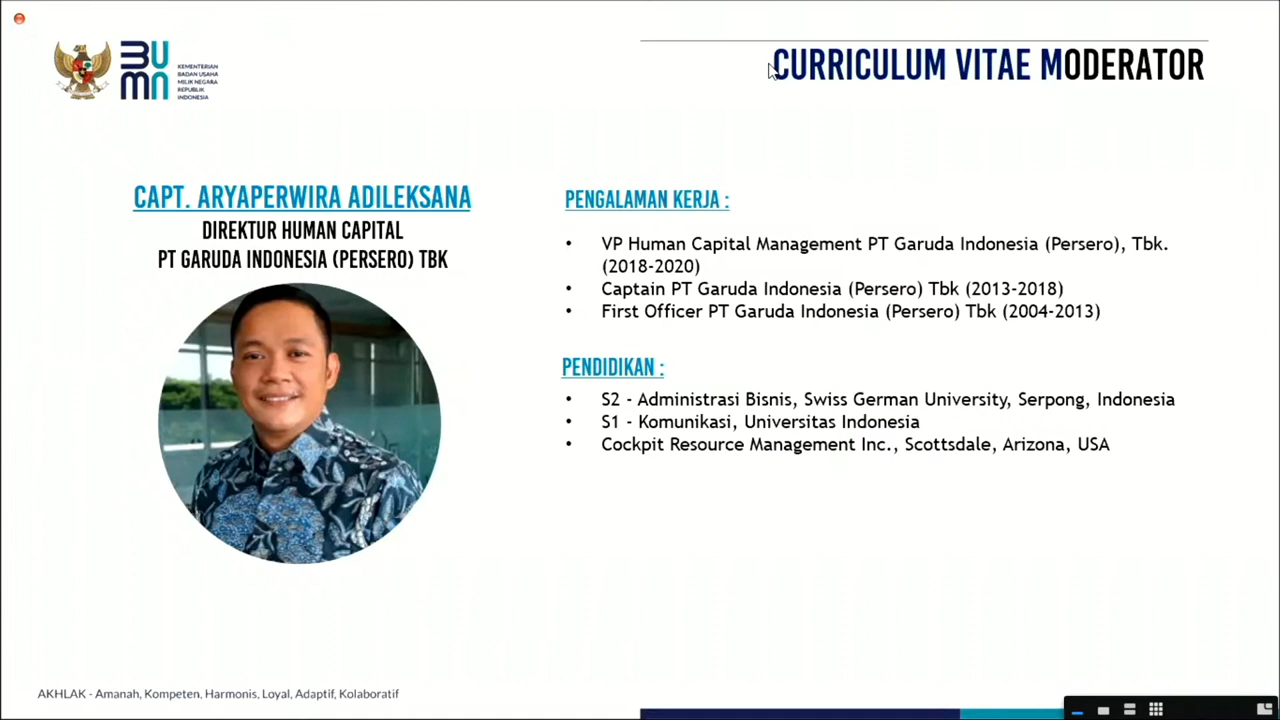 BUMN
KEMENTERIAN
BADAN USAHA
MILIK NEGARA
REPUBLIK
INDONESIA
CURRICULUM VITAE MODERATOR
CAPT. ARYAPERWIRA ADILEKSANA
DIREKTUR HUMAN CAPITAL
PT GARUDA INDONESIA (PERSERO) TBK
PENGALAMAN KERJA :
• VP Human Capital Management PT Garuda Indonesia (Persero), Tbk.
(2018-2020)
• Captain PT Garuda Indonesia (Persero) Tbk (2013-2018)
• First Officer PT Garuda Indonesia (Persero) Tbk (2004-2013)
PENDIDIKAN :
• S2 - Administrasi Bisnis, Swiss German University, Serpong, Indonesia
• S1 - Komunikasi, Universitas Indonesia
• Cockpit Resource Management Inc., Scottsdale, Arizona, USA
AKHLAK - Amanah, Kompeten, Harmonis, Loyal, Adaptif, Kolaboratif